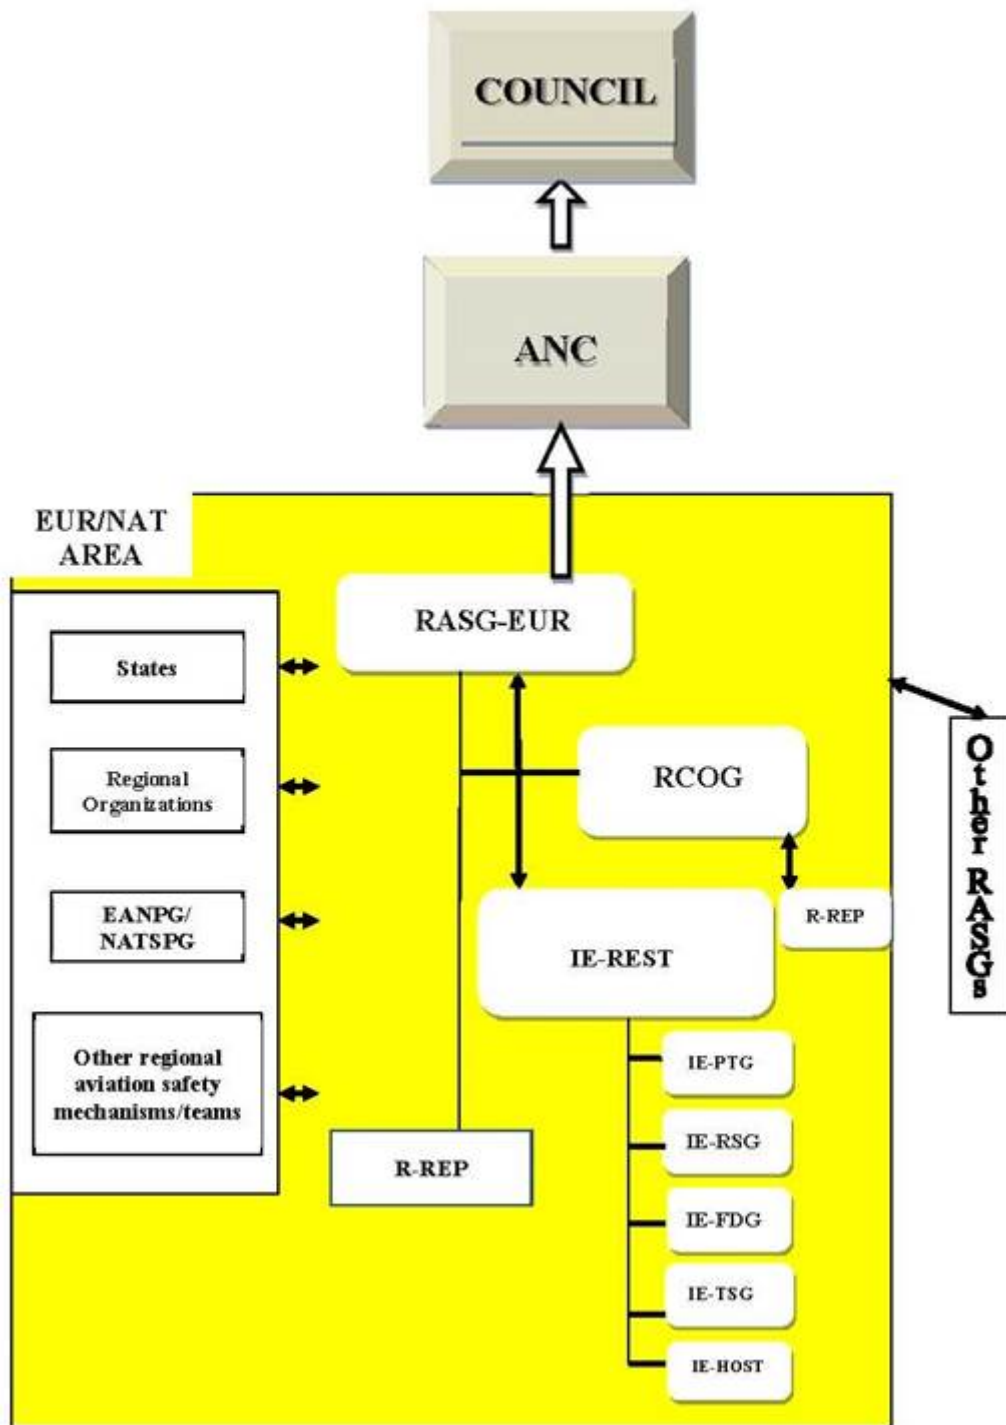 COUNCIL
ANC
EUR/NAT
AREA
RASG-EUR
States
Other RASGs
Regional
Organizations
RCOG
EANPG/
NATSPG
R-REP
IE-REST
Other regional
aviation safety
mechanisms/teams
IE-PTG
IE-RSG
R-REP
IE-FDG
IE-TSG
IE-HOST